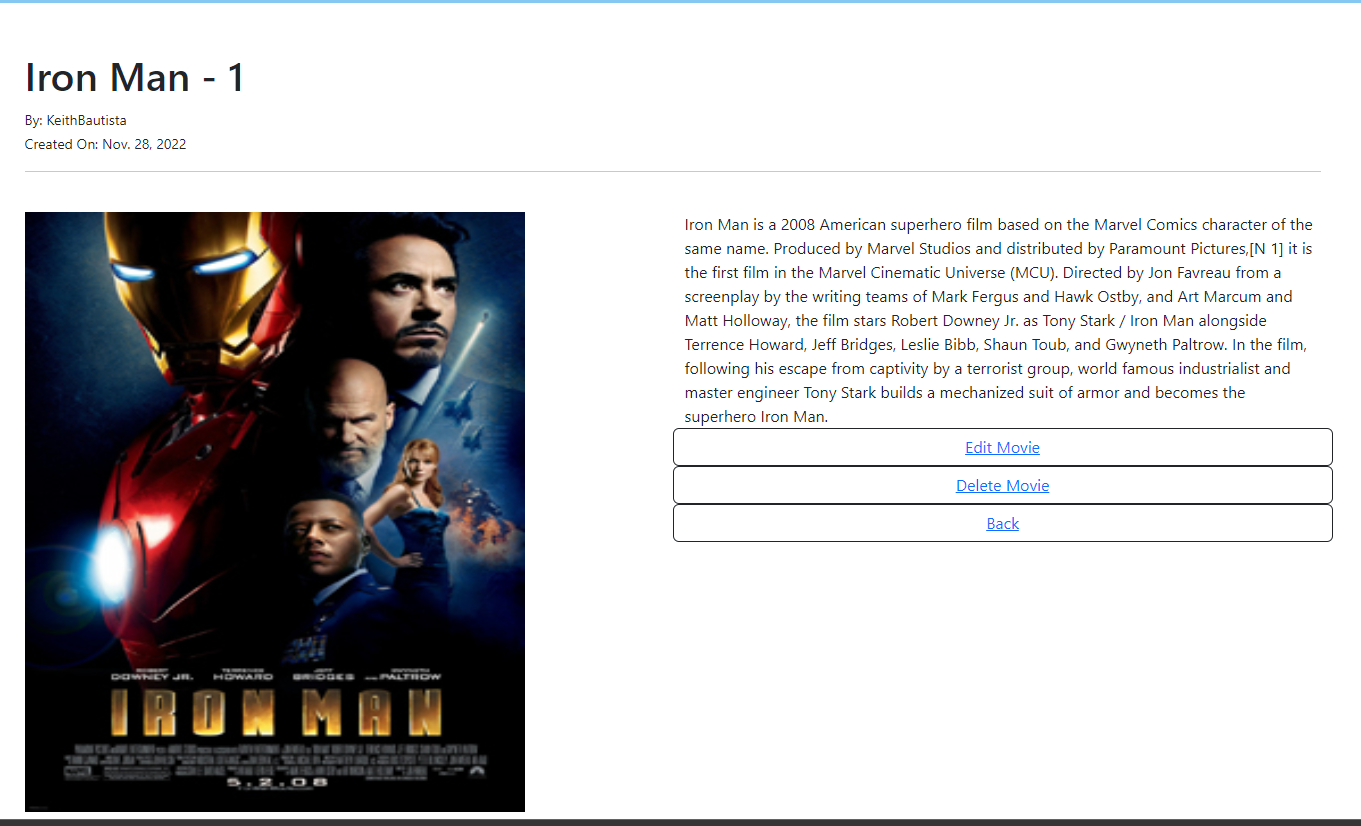 Iron Man - 1
By: KeithBautista
Created On: Nov. 28, 2022
Iron Man is a 2008 American superhero film based on the Marvel Comics character of the
same name. Produced by Marvel Studios and distributed by Paramount Pictures,[N 1] it is
the first film in the Marvel Cinematic Universe (MCU). Directed by Jon Favreau from a
screenplay by the writing teams of Mark Fergus and Hawk Ostby, and Art Marcum and
Matt Holloway, the film stars Robert Downey Jr. as Tony Stark / Iron Man alongside
Terrence Howard, Jeff Bridges, Leslie Bibb, Shaun Toub, and Gwyneth Paltrow. In the film,
following his escape from captivity by a terrorist group, world famous industrialist and
master engineer Tony Stark builds a mechanized suit of armor and becomes the
superhero Iron Man.
Edit Movie
Delete Movie
Back
ROBERT TERRENCE JEFF GWYNETH
DOWNEY JR. HOWARD BRIDGES AND PALTROW
IRON MAN
5.2.08